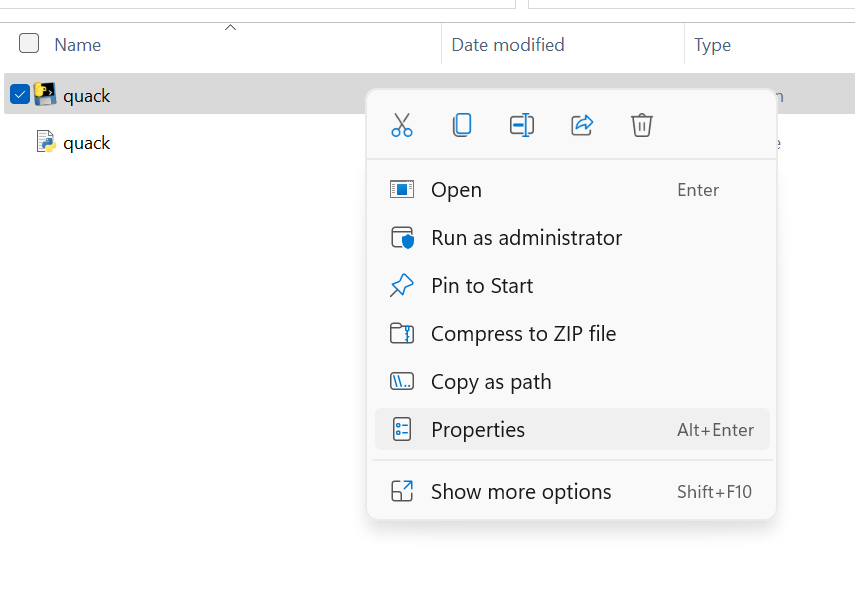 Name
Date modified
Type
quack
quack
Open Enter
Run as administrator
Pin to Start
Compress to ZIP file
Copy as path
Properties Alt+Enter
Show more options Shift+F10